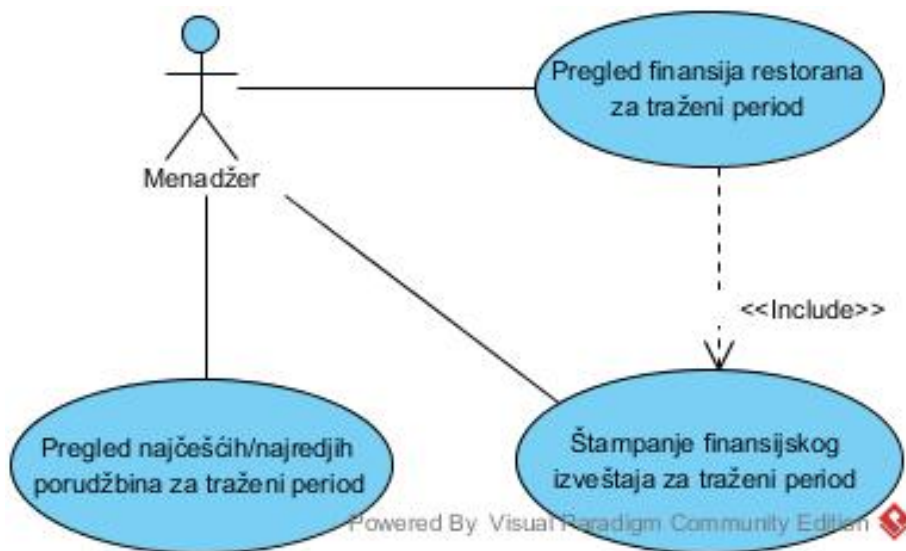 Pregled finansija restorana
za traženi period
Menadžer
<<Include>>
Pregled najčešćih/najredjih
porudžbina za traženi period
Štampanje finansijskog
izveštaja za traženi period
Powered By Visual Paradigm Community Edition